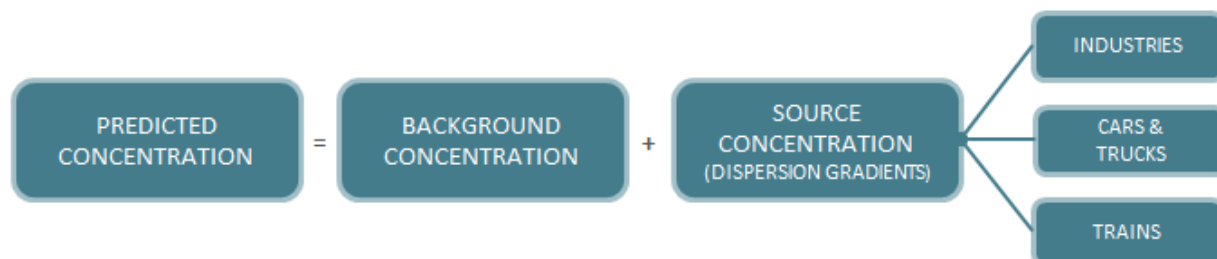 PREDICTED
CONCENTRATION
=
BACKGROUND
CONCENTRATION
+
SOURCE
CONCENTRATION
(DISPERSION GRADIENTS)
INDUSTRIES
CARS &
TRUCKS
TRAINS